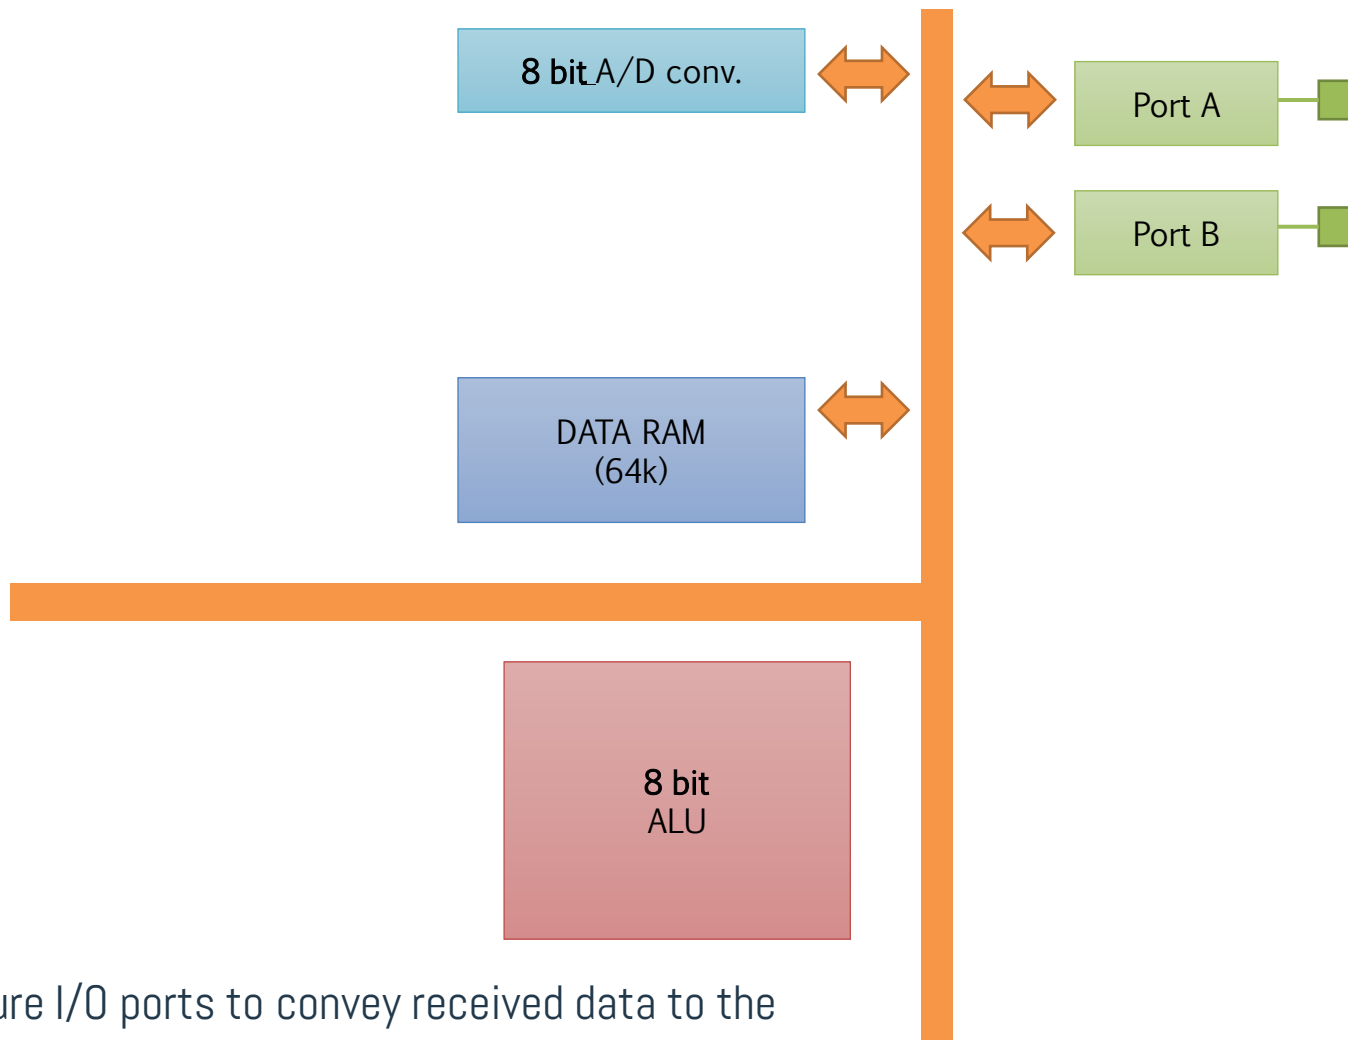 8 bit A/D conv.
Port A
Port B
DATA RAM
(64k)
8 bit
ALU
ure I/O ports to convey received data to the